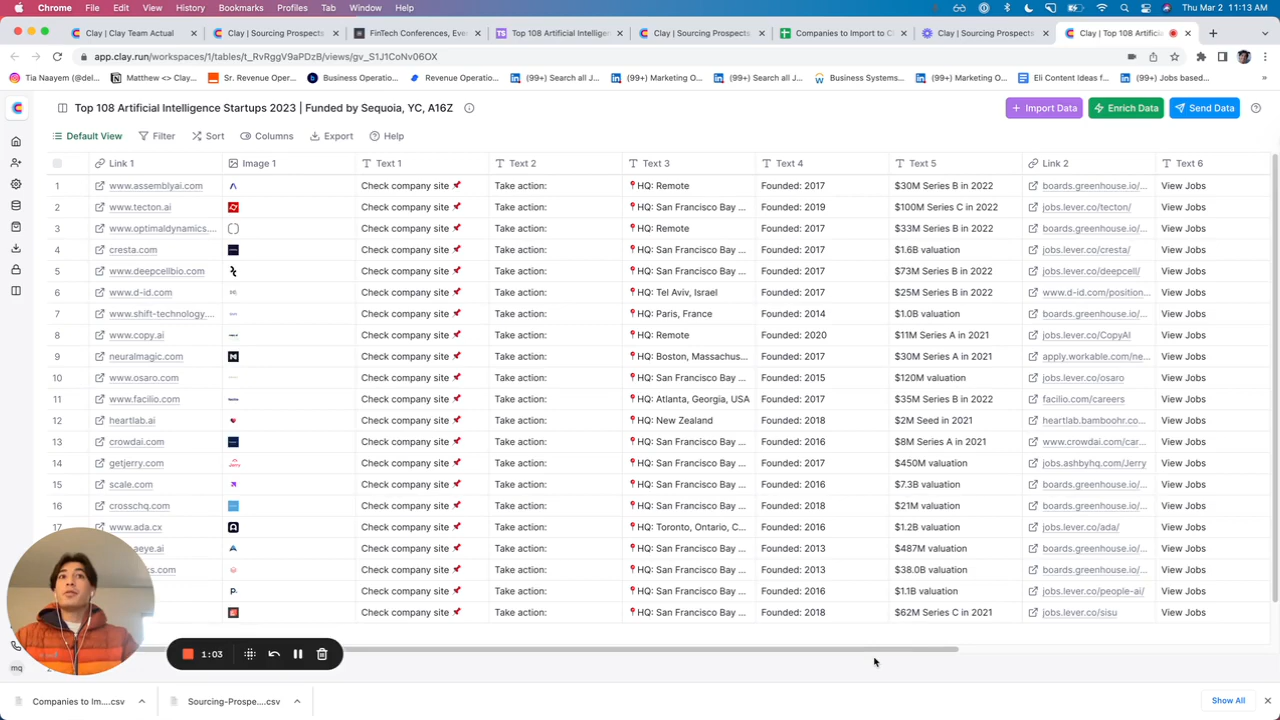 Chrome File Edit View History Bookmarks Profiles Tab Window Help Thu Mar 2 11:13 AM
Clay | Clay Team Actual Clay | Sourcing Prospects FinTech Conferences, Eve Top 108 Artificial Intelligen Clay | Sourcing Prospects Companies to Import to C Clay | Sourcing Prospects Clay | Top 108 Artificial
app.clay.run/workspaces/1/tables/t_RvRggV9aPDzB/views/gv_S1J1CoNv06OX
Tia Naayem (@del... Matthew <> Clay... Sr. Revenue Oper... Business Operatio... Revenue Operatio... (99+) Search all J... (99+) Marketing O... (99+) Search all J... Business Systems... (99+) Marketing O... Eli Content Ideas f... (99+) Jobs based...
Top 108 Artificial Intelligence Startups 2023 | Funded by Sequoia, YC, A16Z
+ Import Data Enrich Data Send Data
Default View Filter Sort Columns Export Help
Link 1 Image 1 Text 1 Text 2 Text 3 Text 4 Text 5 Link 2 Text 6
1 www.assemblyai.com Check company site Take action: HQ: Remote Founded: 2017 $30M Series B in 2022 boards.greenhouse.io/... View Jobs
2 www.tecton.ai Check company site Take action: HQ: San Francisco Bay ... Founded: 2019 $100M Series C in 2022 jobs.lever.co/tecton/ View Jobs
3 www.optimaldynamics.... Check company site Take action: HQ: Remote Founded: 2017 $33M Series B in 2022 boards.greenhouse.io/... View Jobs
4 cresta.com Check company site Take action: HQ: San Francisco Bay ... Founded: 2017 $1.6B valuation jobs.lever.co/cresta/ View Jobs
5 www.deepcellbio.com Check company site Take action: HQ: San Francisco Bay ... Founded: 2017 $73M Series B in 2022 jobs.lever.co/deepcell/ View Jobs
6 www.d-id.com Check company site Take action: HQ: Tel Aviv, Israel Founded: 2017 $25M Series B in 2022 www.d-id.com/position... View Jobs
7 www.shift-technology.... Check company site Take action: HQ: Paris, France Founded: 2014 $1.0B valuation boards.greenhouse.io/... View Jobs
8 www.copy.ai Check company site Take action: HQ: Remote Founded: 2020 $11M Series A in 2021 jobs.lever.co/CopyAI View Jobs
9 neuralmagic.com Check company site Take action: HQ: Boston, Massachus... Founded: 2017 $30M Series A in 2021 apply.workable.com/ne... View Jobs
10 www.osaro.com Check company site Take action: HQ: San Francisco Bay ... Founded: 2015 $120M valuation jobs.lever.co/osaro View Jobs
11 www.facilio.com Check company site Take action: HQ: Atlanta, Georgia, USA Founded: 2017 $35M Series B in 2022 facilio.com/careers View Jobs
12 heartlab.ai Check company site Take action: HQ: New Zealand Founded: 2018 $2M Seed in 2021 heartlab.bamboohr.co... View Jobs
13 crowdai.com Check company site Take action: HQ: San Francisco Bay ... Founded: 2016 $8M Series A in 2021 www.crowdai.com/car... View Jobs
14 getjerry.com Check company site Take action: HQ: San Francisco Bay ... Founded: 2017 $450M valuation jobs.ashbyhq.com/Jerry View Jobs
15 scale.com Check company site Take action: HQ: San Francisco Bay ... Founded: 2016 $7.3B valuation boards.greenhouse.io/... View Jobs
16 crosschq.com Check company site Take action: HQ: San Francisco Bay ... Founded: 2018 $21M valuation boards.greenhouse.io/... View Jobs
17 www.ada.cx Check company site Take action: HQ: Toronto, Ontario, C... Founded: 2016 $1.2B valuation jobs.lever.co/ada/ View Jobs
.aeye.ai Check company site Take action: HQ: San Francisco Bay ... Founded: 2013 $487M valuation boards.greenhouse.io/... View Jobs
.com Check company site Take action: HQ: San Francisco Bay ... Founded: 2013 $38.0B valuation boards.greenhouse.io/... View Jobs
Check company site Take action: HQ: San Francisco Bay ... Founded: 2016 $1.1B valuation jobs.lever.co/people-ai/ View Jobs
Check company site Take action: HQ: San Francisco Bay ... Founded: 2018 $62M Series C in 2021 jobs.lever.co/sisu View Jobs
1:03
mq
Companies to Im....csv Sourcing-Prospe....csv Show All